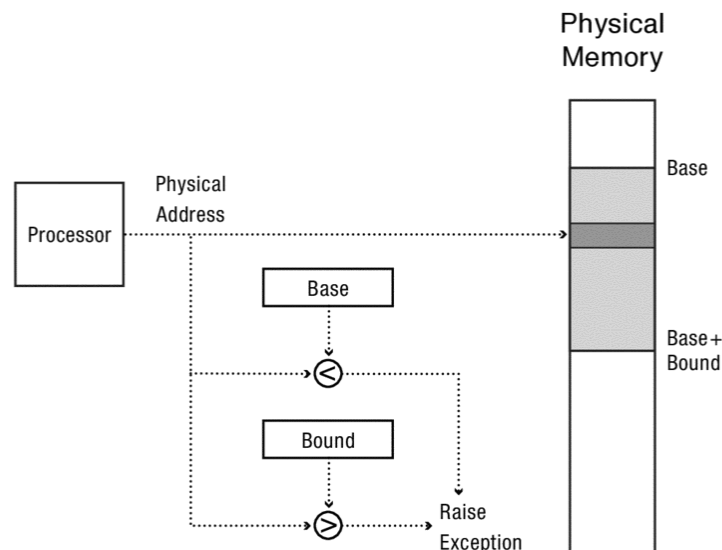 Physical
Memory
Base
Physical
Address
Processor
Base
<
Base+
Bound
Bound
>
Raise
Exception